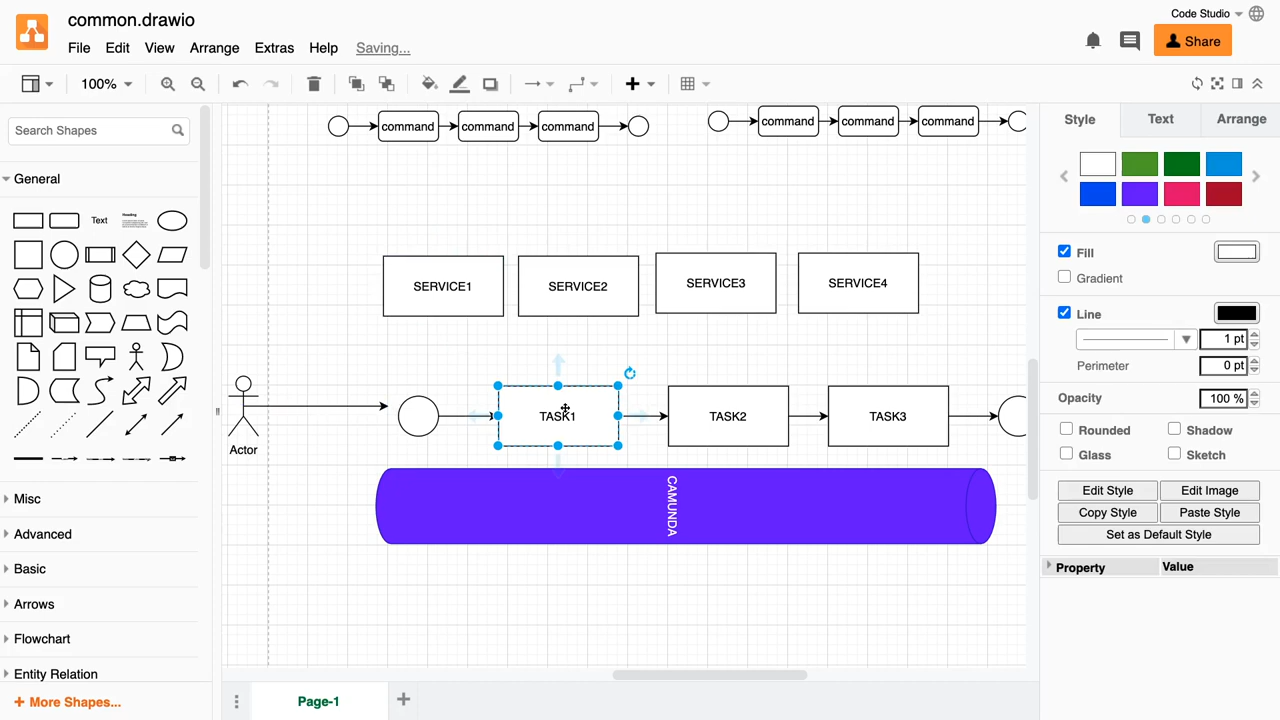 common.drawio
Code Studio
File Edit View Arrange Extras Help Saving...
Share
100%
Search Shapes
General
Text
Heading
Misc
Advanced
Basic
Arrows
Flowchart
Entity Relation
+ More Shapes...
command command command
command command command
SERVICE1 SERVICE2 SERVICE3 SERVICE4
TASK1 TASK2 TASK3
Actor
CAMUNDA
Page-1
Style Text Arrange
Fill
Gradient
Line
1 pt
Perimeter 0 pt
Opacity 100 %
Rounded Shadow
Glass Sketch
Edit Style Edit Image
Copy Style Paste Style
Set as Default Style
Property Value